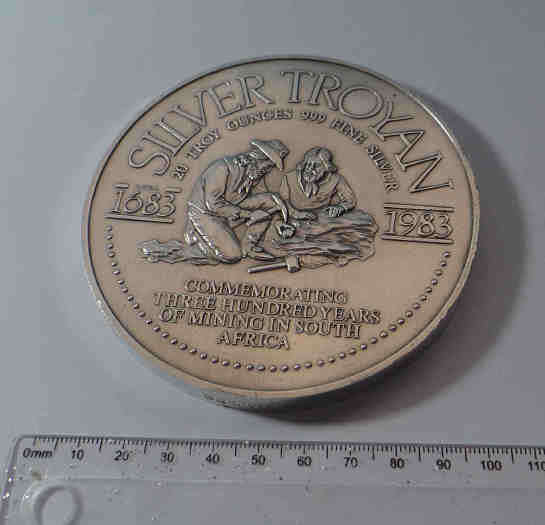 SILVER TROYAN
20 TROY OUNCES 999 FINE SILVER
1683
1983
COMMEMORATING
THREE HUNDRED YEARS
OF MINING IN SOUTH
AFRICA
0mm 10 20 30 40 50 60 70 80 90 100 110